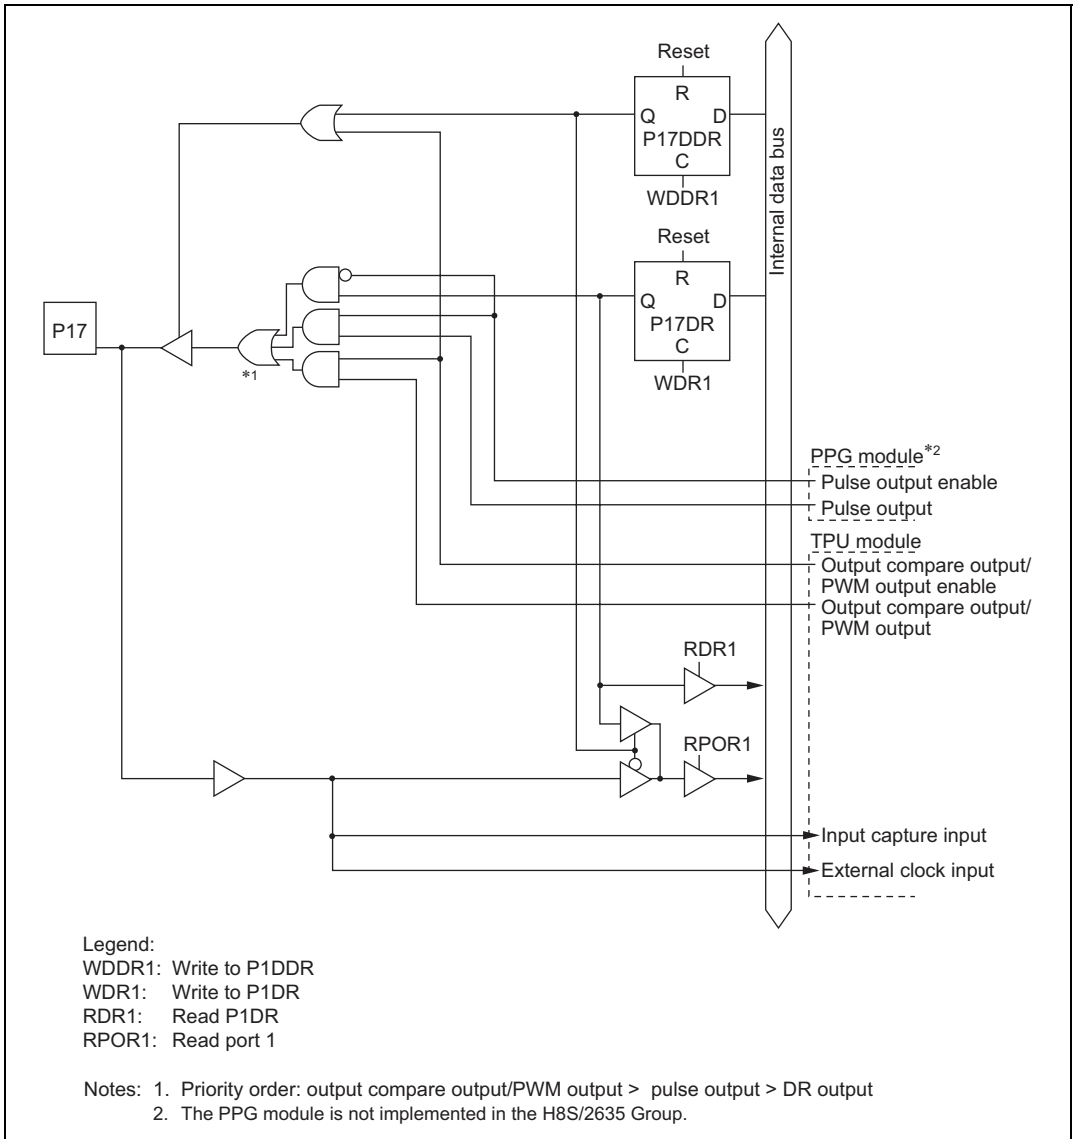 Reset
R
Q D
P17DDR
C
WDDR1
Internal data bus
Reset
R
Q D
P17DR
C
WDR1
P17
*1
PPG module*2
Pulse output enable
Pulse output
TPU module
Output compare output/
PWM output enable
Output compare output/
PWM output
RDR1
RPOR1
Input capture input
External clock input
Legend:
WDDR1: Write to P1DDR
WDR1: Write to P1DR
RDR1: Read P1DR
RPOR1: Read port 1
Notes: 1. Priority order: output compare output/PWM output > pulse output > DR output
2. The PPG module is not implemented in the H8S/2635 Group.